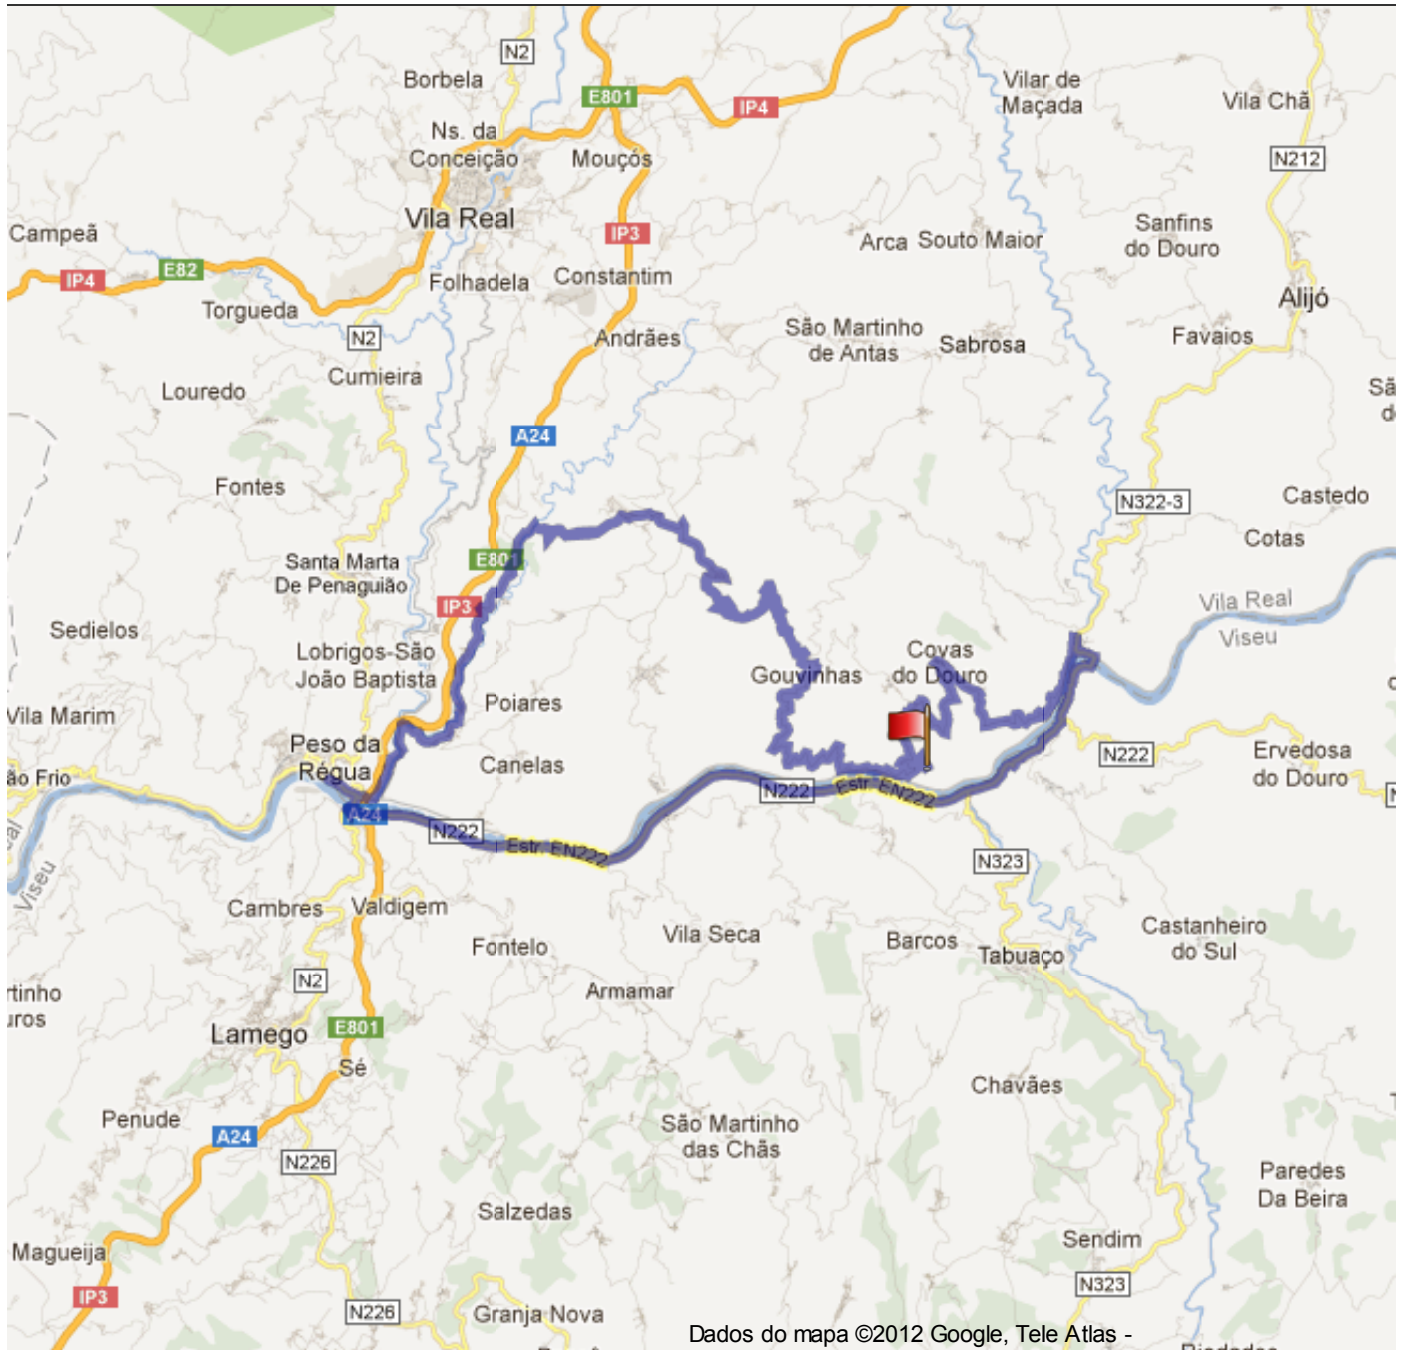 N2
Borbela
E801
IP4
Vilar de
Maçada
Vila Chã
Ns. da
Conceição
Mouçós
N212
Vila Real
Campeã
IP3
Arca
Souto Maior
Sanfins
do Douro
IP4
E82
Folhadela
Constantim
Torgueda
Alijó
N2
Andrães
São Martinho
de Antas
Sabrosa
Favaios
Cumieira
Louredo
A24
Fontes
N322-3
Castedo
Cotas
Santa Marta
De Penaguião
E801
IP3
Vila Real
Viseu
Sedielos
Lobrigos-São
João Baptista
Gouvinhas
Covas
do Douro
Poiares
Vila Marim
Peso da
Régua
Canelas
ão Frio
N222
Ervedosa
do Douro
N222
Estr. EN222
A24
N222
Estr. EN222
N323
Viseu
Cambres
Valdigem
Fontelo
Vila Seca
Barcos
Tabuaço
Castanheiro
do Sul
N2
rtinho
uros
Armamar
Lamego
E801
Sé
Chavães
Penude
A24
São Martinho
das Chãs
N226
Paredes
Da Beira
Salzedas
Magueija
Sendim
N323
IP3
N226
Granja Nova
Dados do mapa ©2012 Google, Tele Atlas -